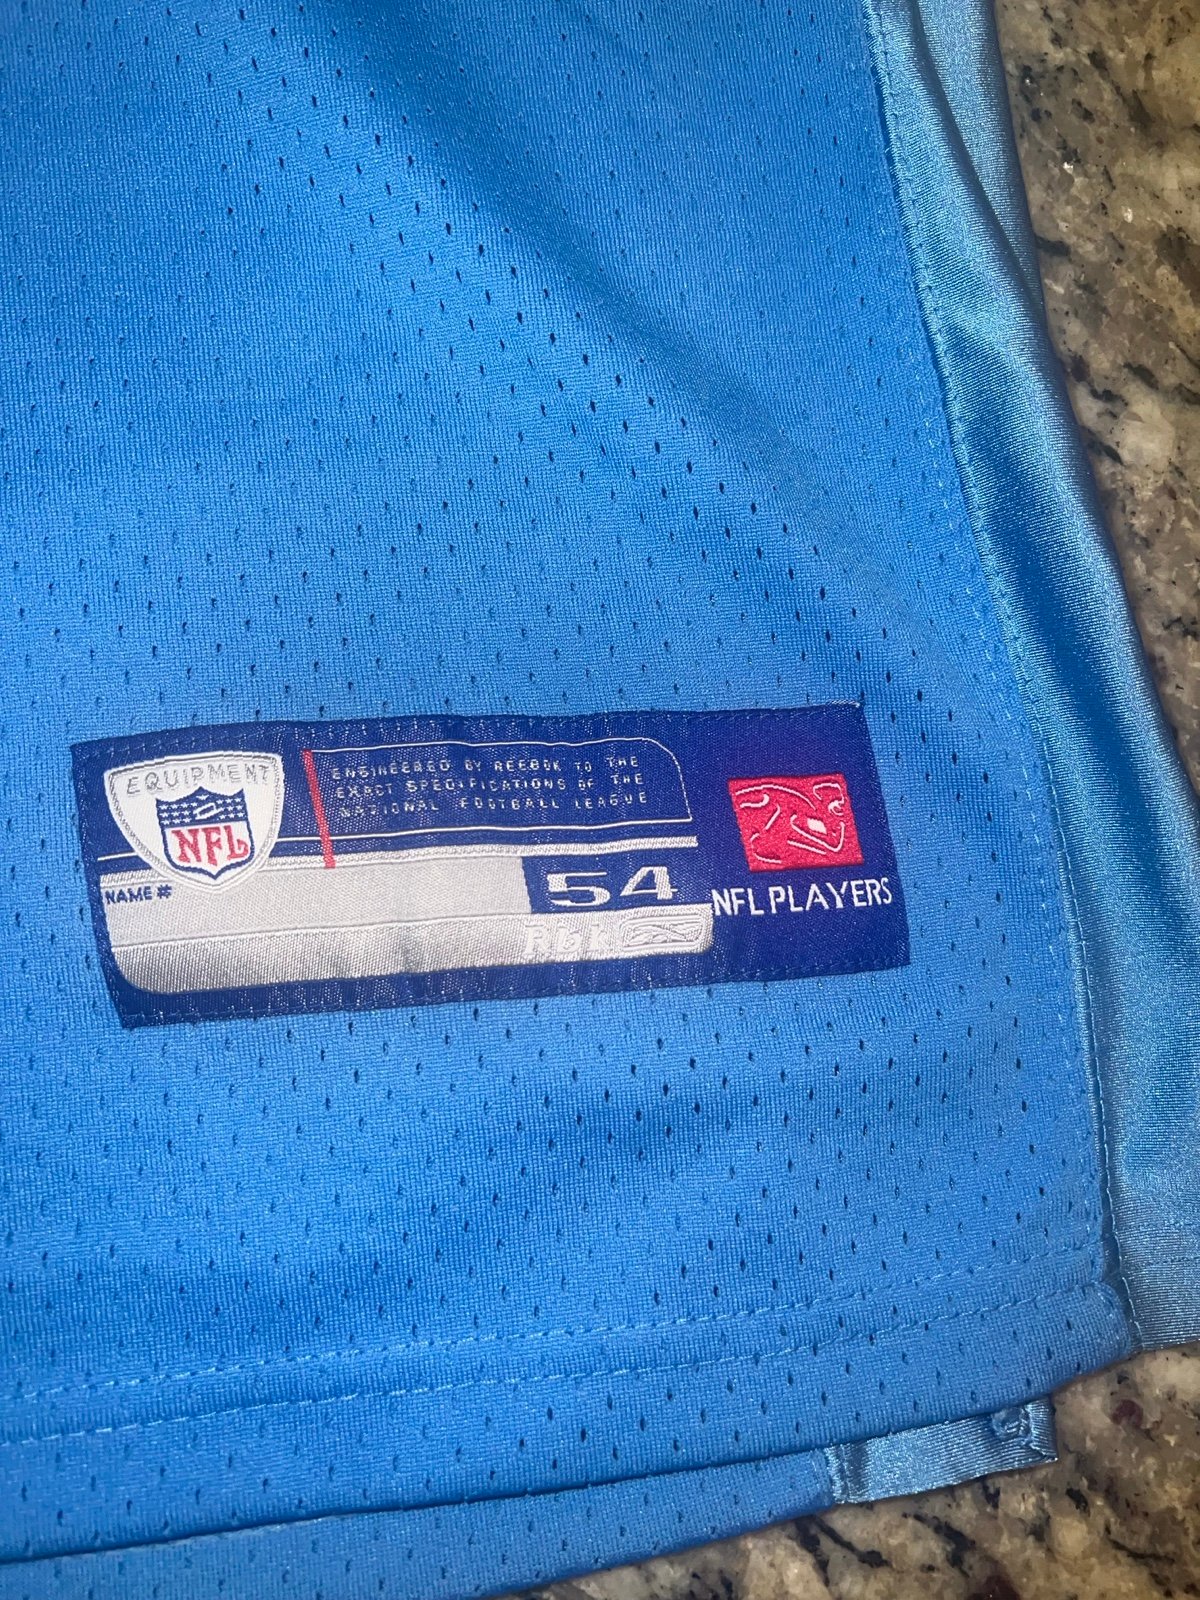 EQUIPMENT
NFL
ENGINEERED BY REEBOK TO THE
EXACT SPECIFICATIONS OF THE
NATIONAL FOOTBALL LEAGUE
NAME #
54
Rbk
NFL PLAYERS